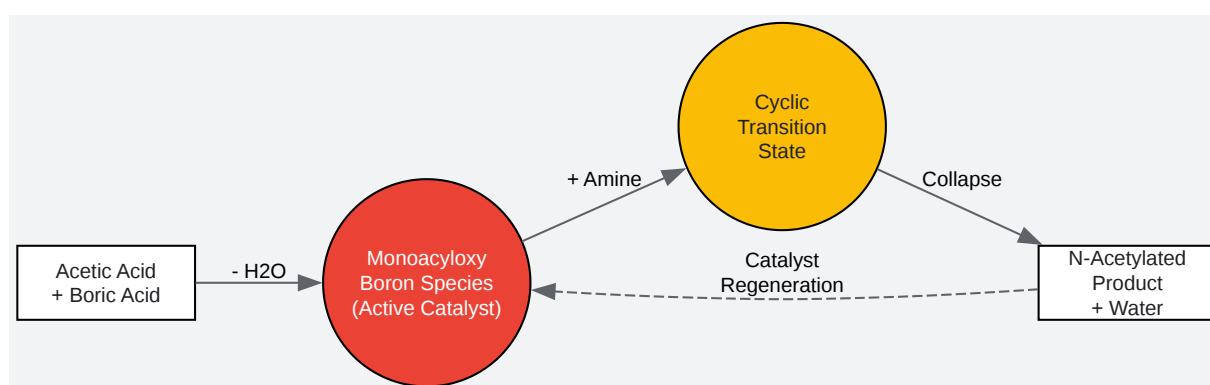 Acetic Acid
+ Boric Acid
- H2O
Monoacyloxy
Boron Species
(Active Catalyst)
+ Amine
Cyclic
Transition
State
Collapse
N-Acetylated
Product
+ Water
Catalyst
Regeneration